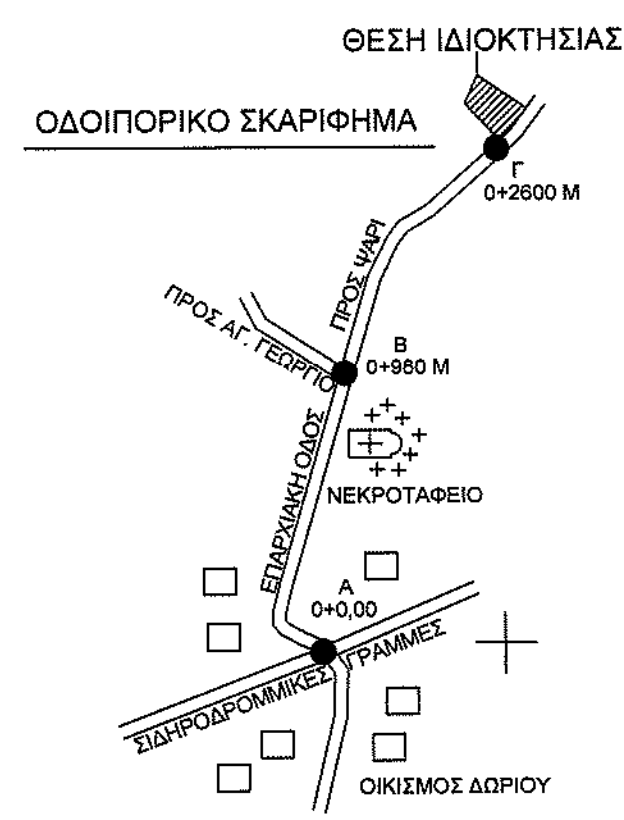 ΘΕΣΗ ΙΔΙΟΚΤΗΣΙΑΣ
ΟΔΟΙΠΟΡΙΚΟ ΣΚΑΡΙΦΗΜΑ
Γ
0+2600 Μ
ΠΡΟΣ ΨΑΡΙ
ΠΡΟΣ ΑΓ. ΓΕΩΡΓΙΟ
Β
0+960 Μ
ΕΠΑΡΧΙΑΚΗ ΟΔΟΣ
ΝΕΚΡΟΤΑΦΕΙΟ
Α
0+0,00
ΣΙΔΗΡΟΔΡΟΜΜΙΚΕΣ ΓΡΑΜΜΕΣ
ΟΙΚΙΣΜΟΣ ΔΩΡΙΟΥ